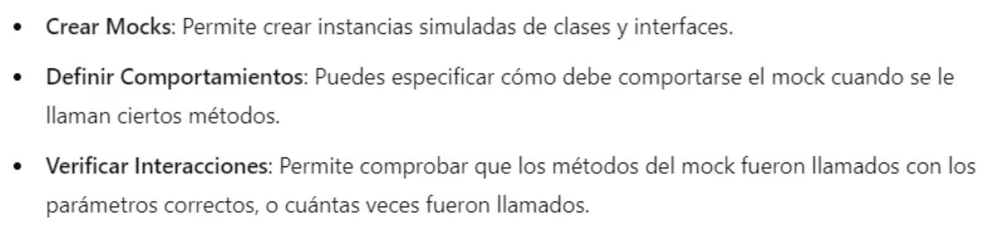 • Crear Mocks: Permite crear instancias simuladas de clases y interfaces.
• Definir Comportamientos: Puedes especificar cómo debe comportarse el mock cuando se le
llaman ciertos métodos.
• Verificar Interacciones: Permite comprobar que los métodos del mock fueron llamados con los
parámetros correctos, o cuántas veces fueron llamados.